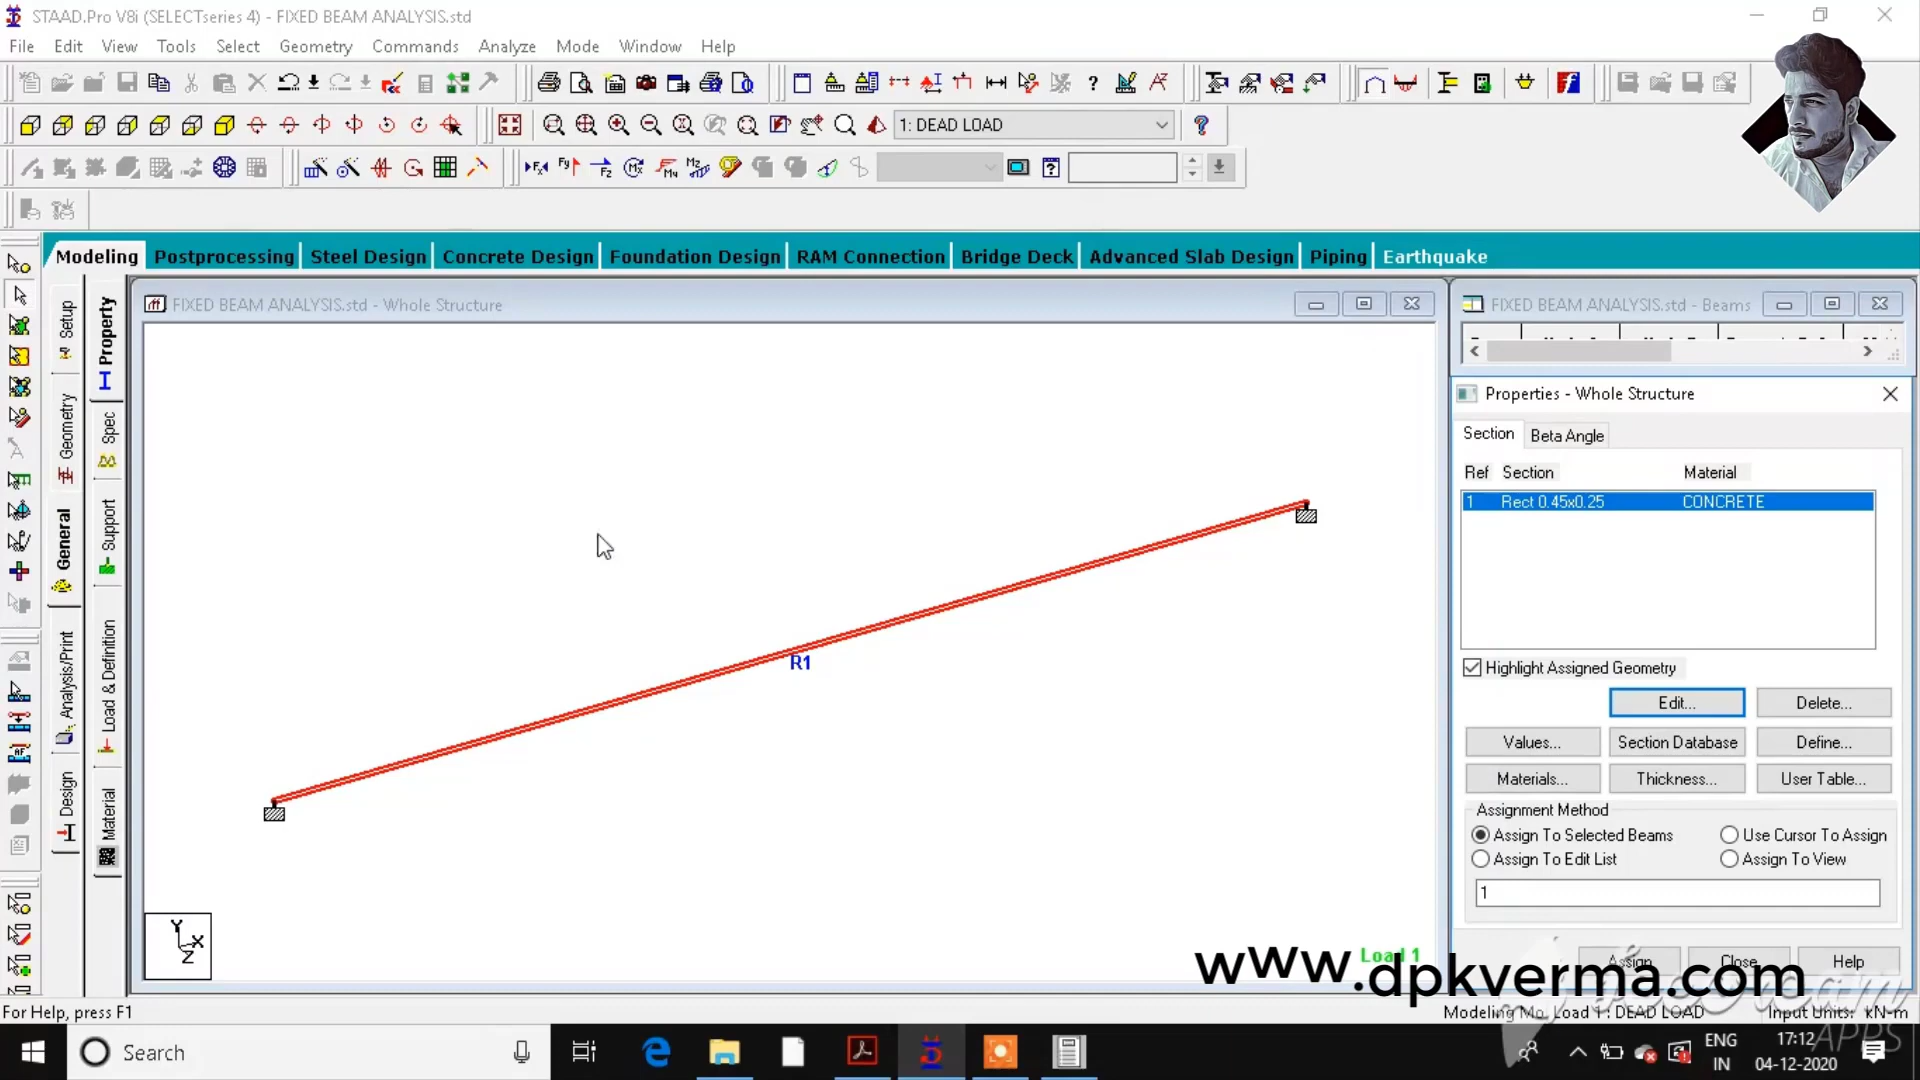 STAAD.Pro V8i (SELECTseries 4) - FIXED BEAM ANALYSIS.std
File Edit View Tools Select Geometry Commands Analyze Mode Window Help
1: DEAD LOAD
Modeling Postprocessing Steel Design Concrete Design Foundation Design RAM Connection Bridge Deck Advanced Slab Design Piping Earthquake
Setup
Geometry
General
Analysis/Print
Design
Property
Spec
Support
Load & Definition
Material
FIXED BEAM ANALYSIS.std - Whole Structure
R1
Y
X
Z
Load 1
FIXED BEAM ANALYSIS.std - Beams
Properties - Whole Structure
Section Beta Angle
Ref Section Material
1 Rect 0.45x0.25 CONCRETE
Highlight Assigned Geometry
Edit... Delete...
Values... Section Database Define...
Materials... Thickness... User Table...
Assignment Method
Assign To Selected Beams Use Cursor To Assign
Assign To Edit List Assign To View
1
Assign Close Help
www.dpkverma.com
For Help, press F1
Load 1: DEAD LOAD Input Units: kN-m
APPS
Search
ENG
IN
17:12
04-12-2020